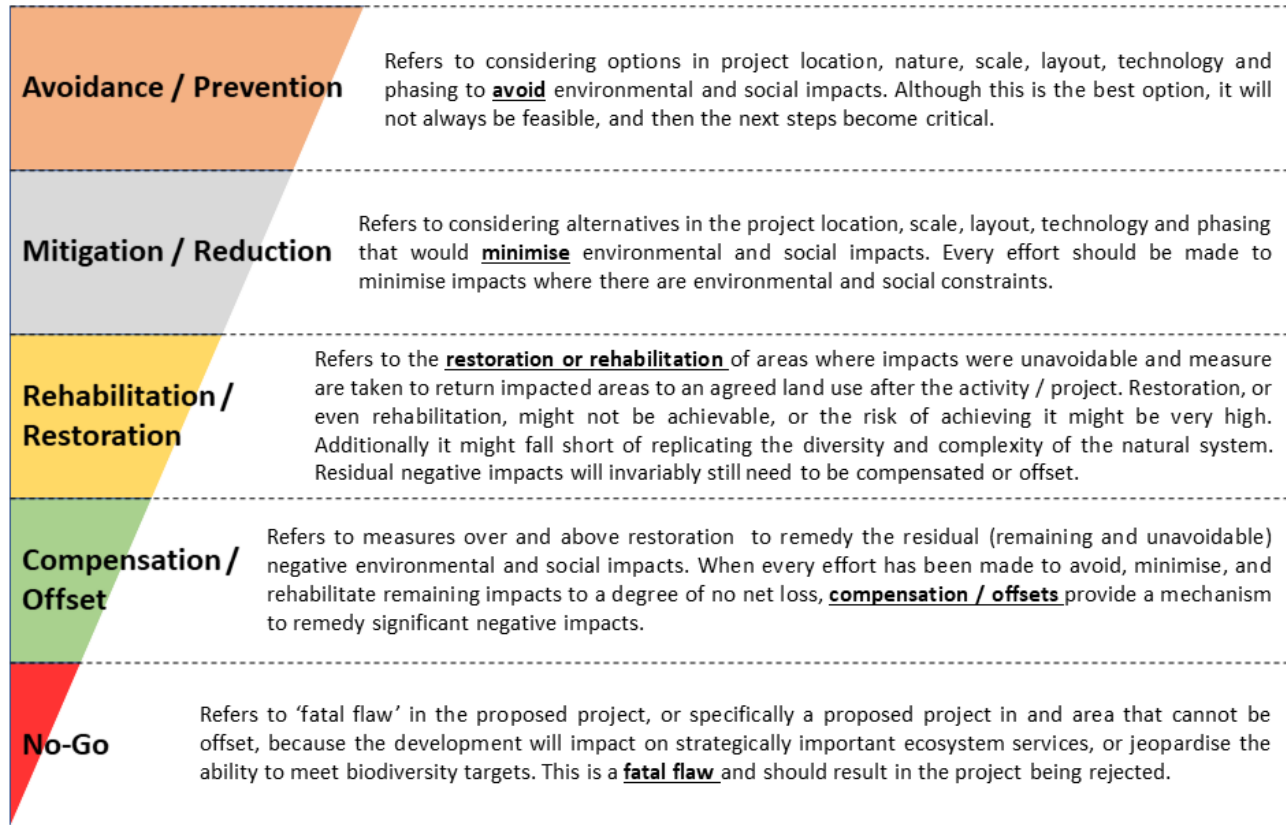 Avoidance / Prevention
Refers to considering options in project location, nature, scale, layout, technology and
phasing to avoid environmental and social impacts. Although this is the best option, it will
not always be feasible, and then the next steps become critical.
Mitigation / Reduction
Refers to considering alternatives in the project location, scale, layout, technology and phasing
that would minimise environmental and social impacts. Every effort should be made to
minimise impacts where there are environmental and social constraints.
Rehabilitation /
Restoration
Refers to the restoration or rehabilitation of areas where impacts were unavoidable and measure
are taken to return impacted areas to an agreed land use after the activity / project. Restoration, or
even rehabilitation, might not be achievable, or the risk of achieving it might be very high.
Additionally it might fall short of replicating the diversity and complexity of the natural system.
Residual negative impacts will invariably still need to be compensated or offset.
Compensation /
Offset
Refers to measures over and above restoration to remedy the residual (remaining and unavoidable)
negative environmental and social impacts. When every effort has been made to avoid, minimise, and
rehabilitate remaining impacts to a degree of no net loss, compensation / offsets provide a mechanism
to remedy significant negative impacts.
No-Go
Refers to ‘fatal flaw’ in the proposed project, or specifically a proposed project in and area that cannot be
offset, because the development will impact on strategically important ecosystem services, or jeopardise the
ability to meet biodiversity targets. This is a fatal flaw and should result in the project being rejected.